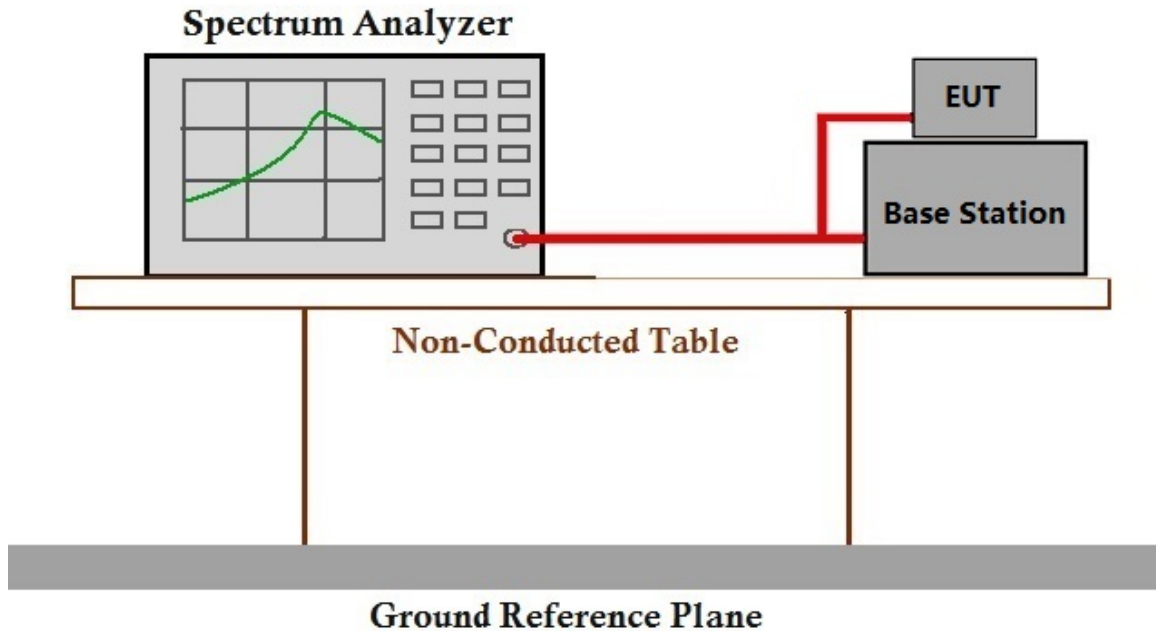 Spectrum Analyzer
EUT
Base Station
Non-Conducted Table
Ground Reference Plane